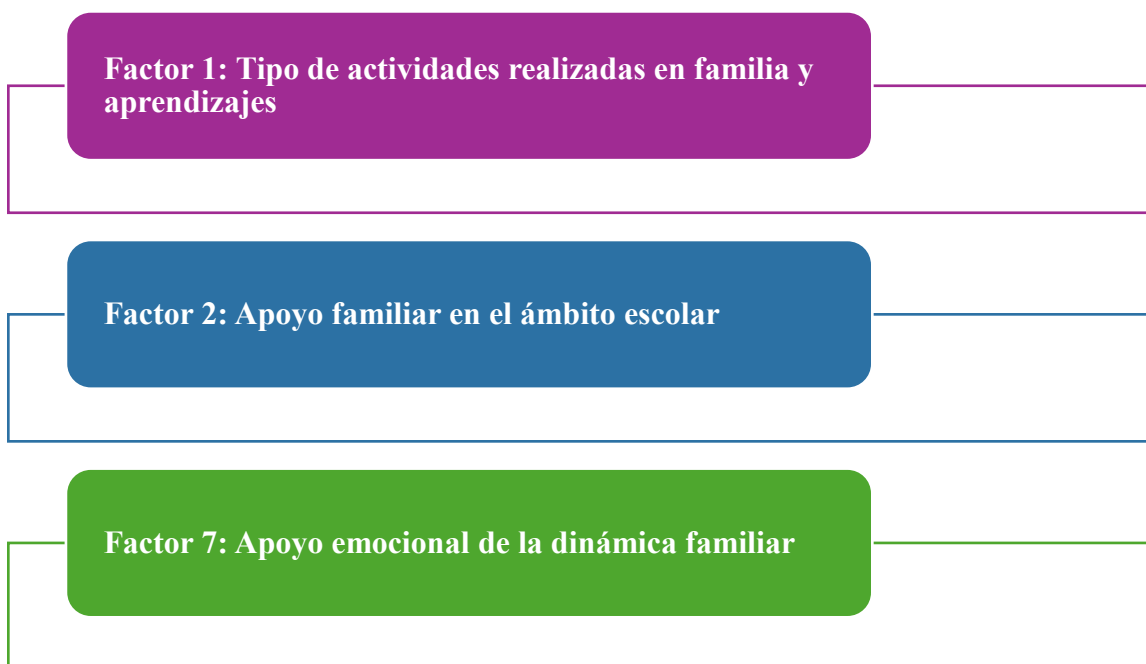 Factor 1: Tipo de actividades realizadas en familia y
aprendizajes
Factor 2: Apoyo familiar en el ámbito escolar
Factor 7: Apoyo emocional de la dinámica familiar